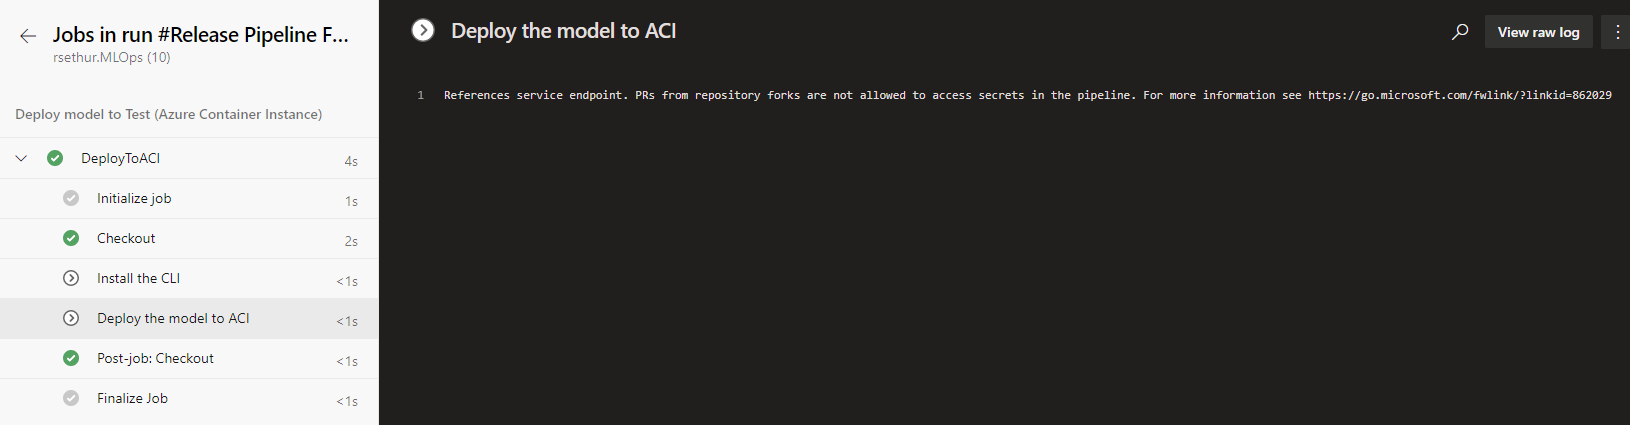 Jobs in run #Release Pipeline F...
rsethur.MLOps (10)
Deploy model to Test (Azure Container Instance)
DeployToACI 4s
Initialize job 1s
Checkout 2s
Install the CLI <1s
Deploy the model to ACI <1s
Post-job: Checkout <1s
Finalize Job <1s
Deploy the model to ACI
View raw log
1 References service endpoint. PRs from repository forks are not allowed to access secrets in the pipeline. For more information see https://go.microsoft.com/fwlink/?linkid=862029